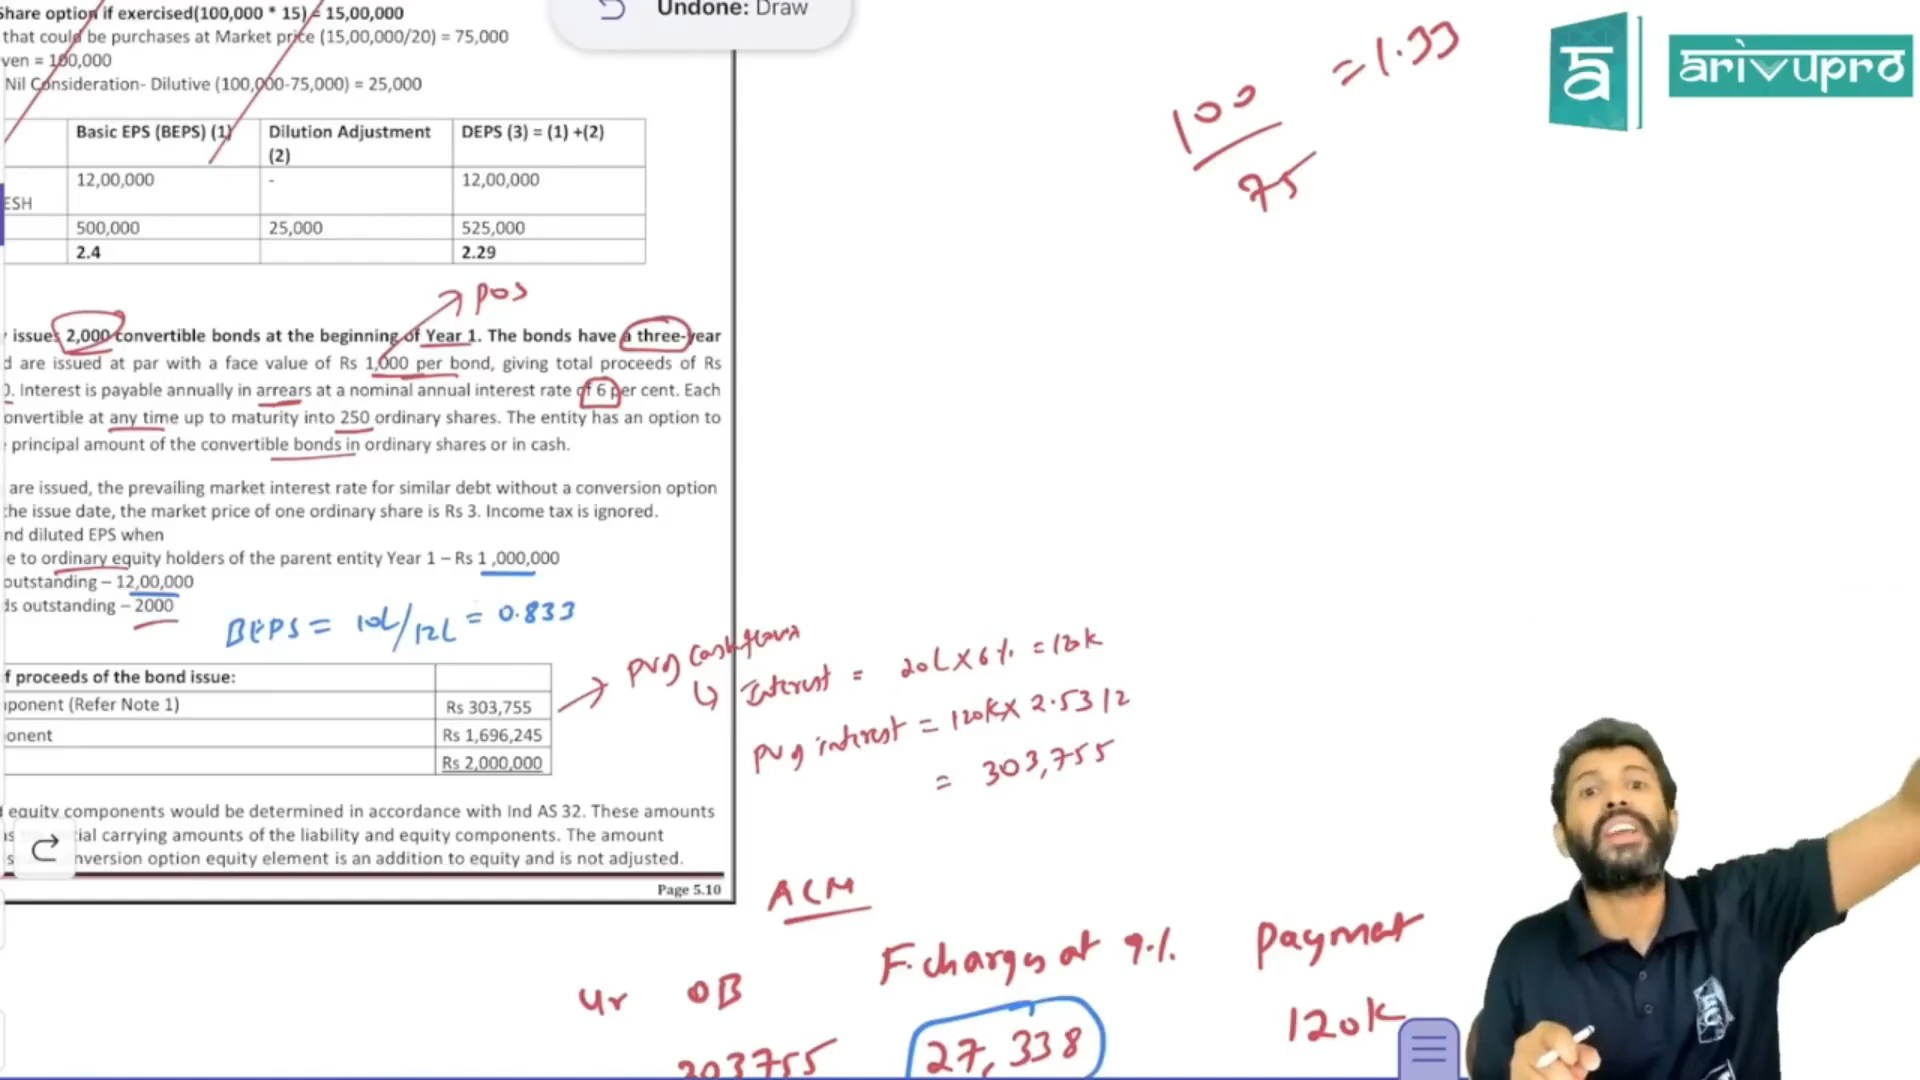 Undone: Draw
Share option if exercised(100,000 * 15) = 15,00,000
that could be purchases at Market price (15,00,000/20) = 75,000
ven = 100,000
Nil Consideration- Dilutive (100,000-75,000) = 25,000
Basic EPS (BEPS) (1) Dilution Adjustment (2) DEPS (3) = (1) +(2)
12,00,000 - 12,00,000
ESH
500,000 25,000 525,000
2.4 2.29
100 / 75 = 1.33
ā arivupro
POS
issues 2,000 convertible bonds at the beginning of Year 1. The bonds have a three-year
d are issued at par with a face value of Rs 1,000 per bond, giving total proceeds of Rs
0. Interest is payable annually in arrears at a nominal annual interest rate of 6 per cent. Each
onvertible at any time up to maturity into 250 ordinary shares. The entity has an option to
principal amount of the convertible bonds in ordinary shares or in cash.
are issued, the prevailing market interest rate for similar debt without a conversion option
the issue date, the market price of one ordinary share is Rs 3. Income tax is ignored.
nd diluted EPS when
e to ordinary equity holders of the parent entity Year 1 – Rs 1 ,000,000
outstanding – 12,00,000
ds outstanding – 2000
BEPS = 10L/12L = 0.833
f proceeds of the bond issue:
ponent (Refer Note 1) Rs 303,755
onent Rs 1,696,245
Rs 2,000,000
PV of cashflows
Interest = 20L X 6% = 120K
PV of interest = 120K X 2.5312
= 303,755
equity components would be determined in accordance with Ind AS 32. These amounts
ial carrying amounts of the liability and equity components. The amount
nversion option equity element is an addition to equity and is not adjusted.
Page 5.10
ACM
Yr OB F.charges at 9% Payment
303755 27,338 120K